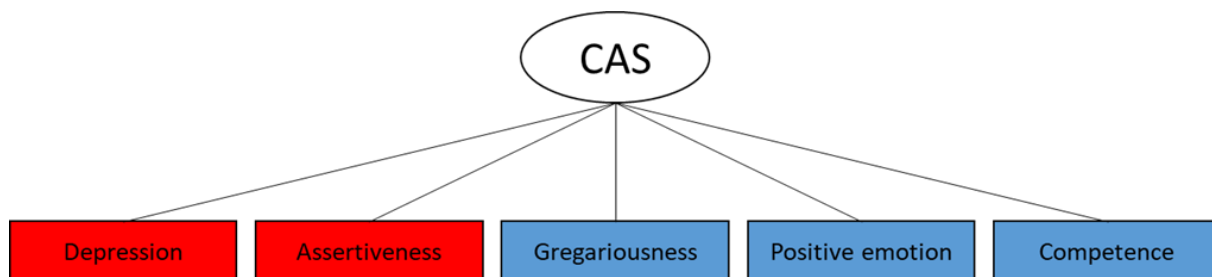 CAS
Depression
Assertiveness
Gregariousness
Positive emotion
Competence